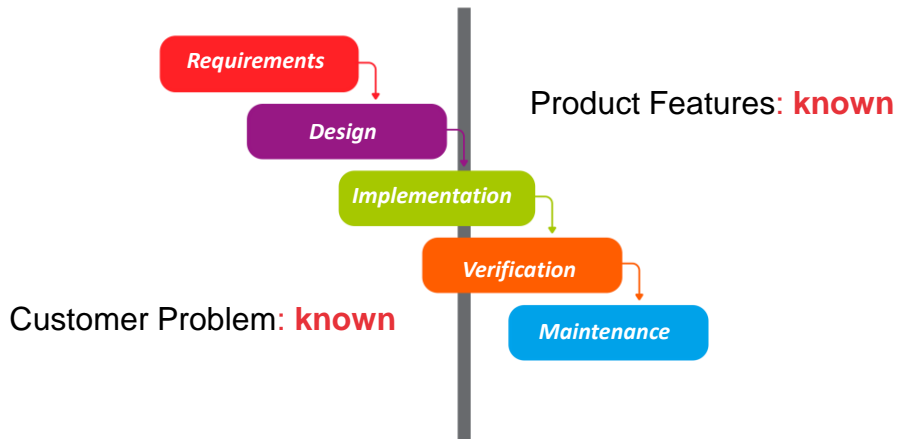 Requirements
Product Features: known
Design
Implementation
Verification
Customer Problem: known
Maintenance